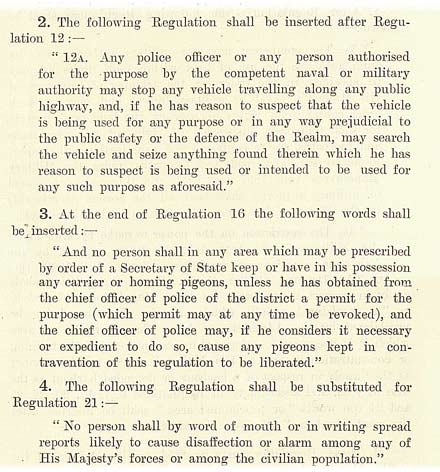 2. The following Regulation shall be inserted after Regu-
lation 12 :—
" 12A. Any police officer or any person authorised
for the purpose by the competent naval or military
authority may stop any vehicle travelling along any public
highway, and, if he has reason to suspect that the vehicle
is being used for any purpose or in any way prejudicial to
the public safety or the defence of the Realm, may search
the vehicle and seize anything found therein which he has
reason to suspect is being used or intended to be used for
any such purpose as aforesaid."
3. At the end of Regulation 16 the following words shall
be inserted :—
" And no person shall in any area which may be prescribed
by order of a Secretary of State keep or have in his possession
any carrier or homing pigeons, unless he has obtained from
the chief officer of police of the district a permit for the
purpose (which permit may at any time be revoked), and
the chief officer of police may, if he considers it necessary
or expedient to do so, cause any pigeons kept in con-
travention of this regulation to be liberated."
4. The following Regulation shall be substituted for
Regulation 21 :—
" No person shall by word of mouth or in writing spread
reports likely to cause disaffection or alarm among any of
His Majesty's forces or among the civilian population."